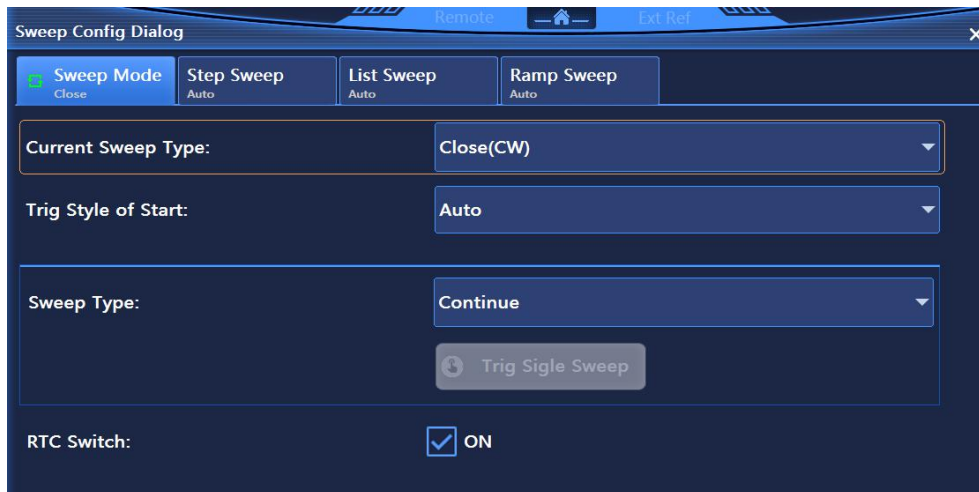 Remote Ext Ref
Sweep Config Dialog
Sweep Mode Step Sweep List Sweep Ramp Sweep
Close Auto Auto Auto
Current Sweep Type: Close(CW)
Trig Style of Start: Auto
Sweep Type: Continue
Trig Sigle Sweep
RTC Switch: ON